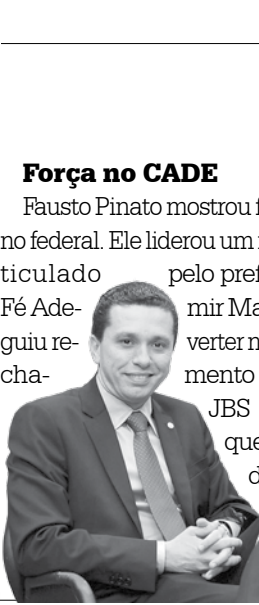 Força no CADE
Fausto Pinato mostrou
no federal. Ele liderou um
ticulado pelo pref
Fé Ade- mir Ma
guiu re- verter
cha- mento
JBS
que